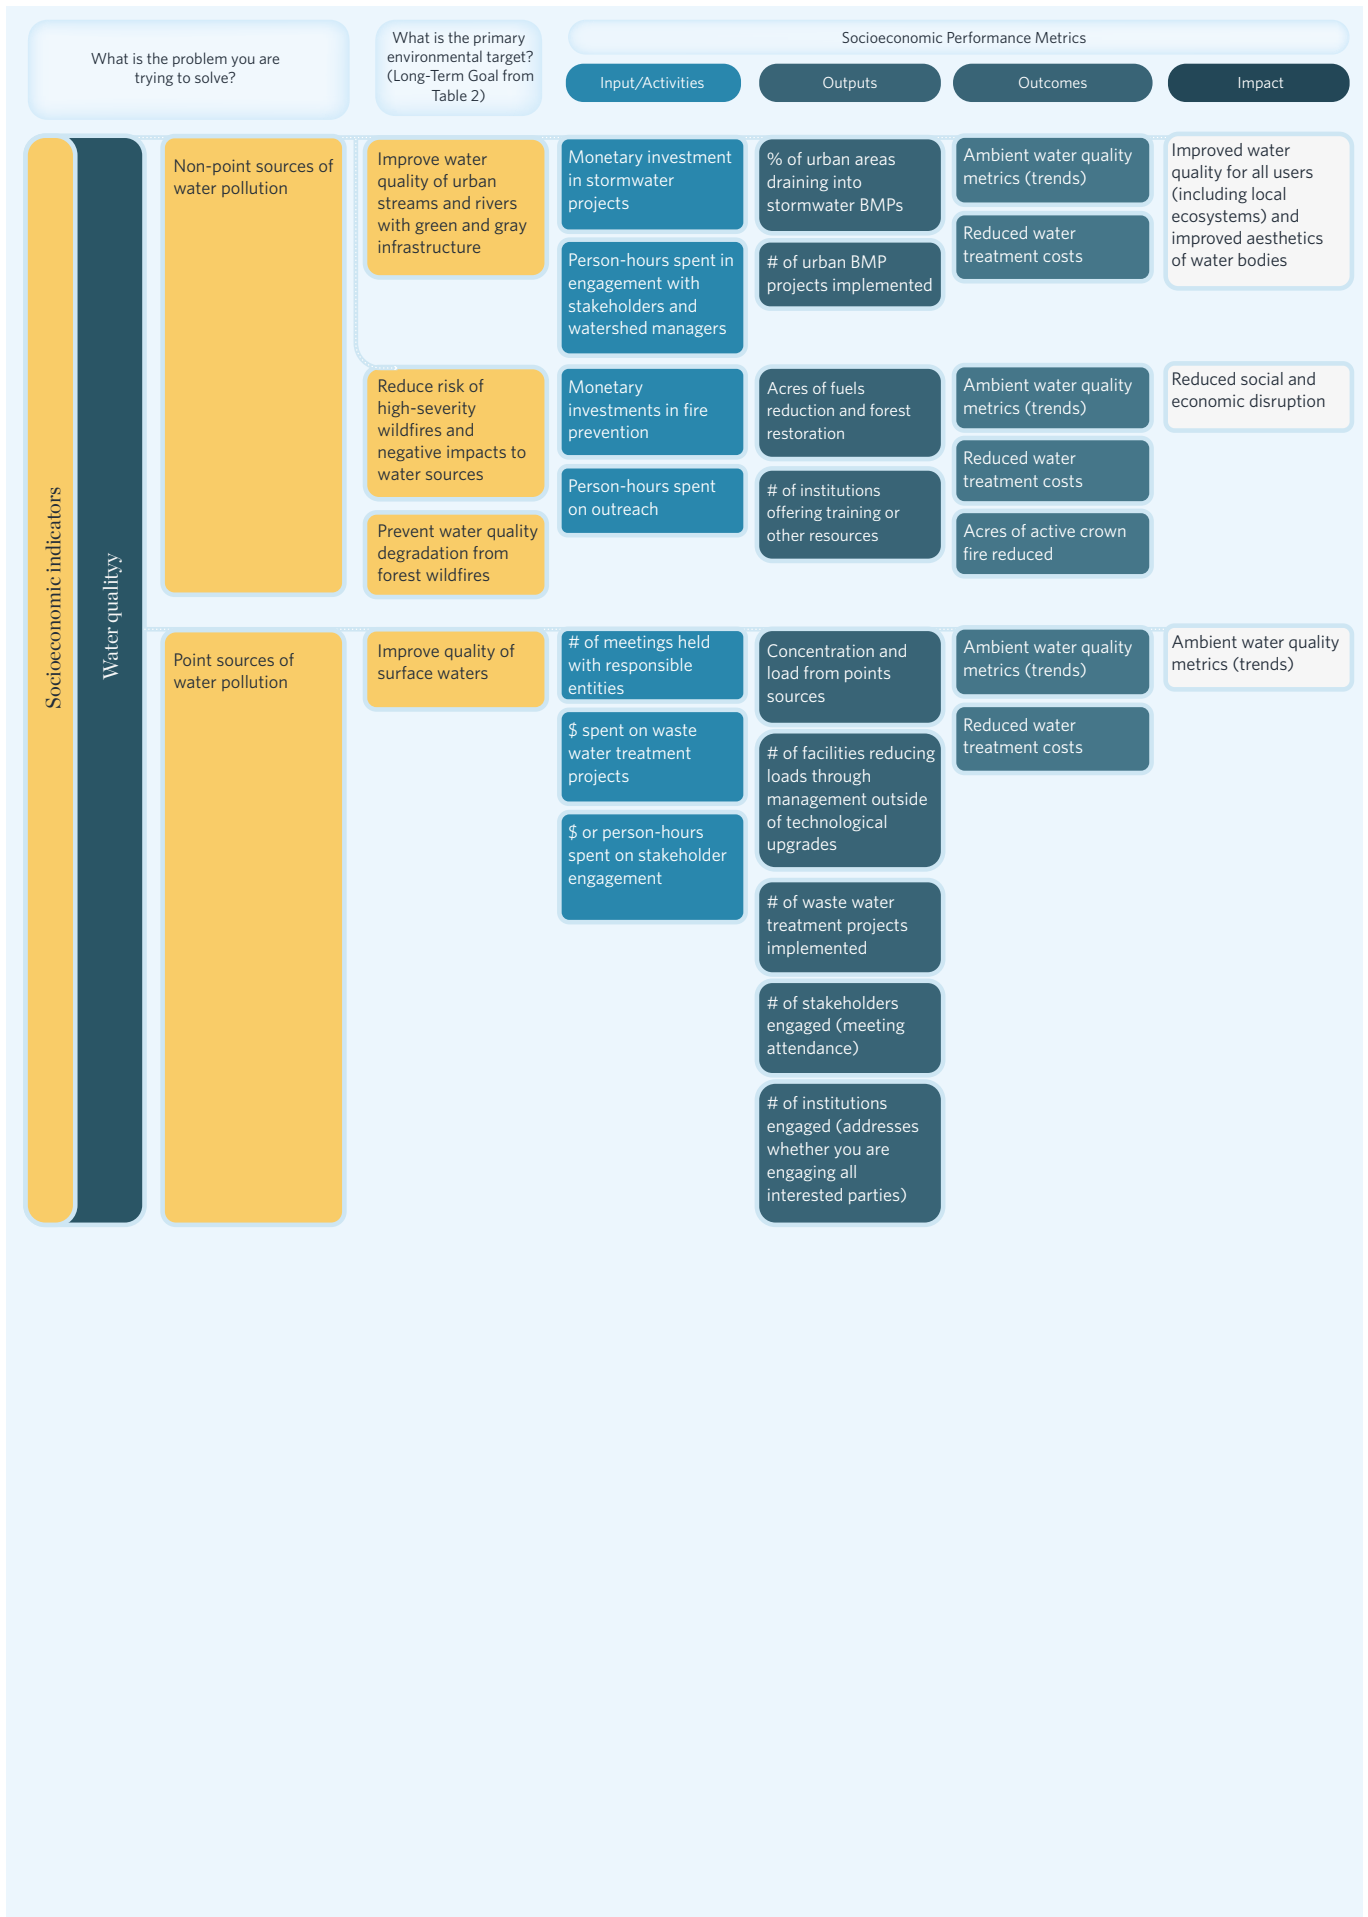 What is the problem you are
trying to solve?
What is the primary
environmental target?
(Long-Term Goal from
Table 2)
Socioeconomic Performance Metrics
Input/Activities
Outputs
Outcomes
Impact
Socioeconomic indicators
Water qualityy
Non-point sources of
water pollution
Improve water
quality of urban
streams and rivers
with green and gray
infrastructure
Monetary investment
in stormwater
projects
Person-hours spent in
engagement with
stakeholders and
watershed managers
% of urban areas
draining into
stormwater BMPs
# of urban BMP
projects implemented
Ambient water quality
metrics (trends)
Reduced water
treatment costs
Improved water
quality for all users
(including local
ecosystems) and
improved aesthetics
of water bodies
Reduce risk of
high-severity
wildfires and
negative impacts to
water sources
Prevent water quality
degradation from
forest wildfires
Monetary
investments in fire
prevention
Person-hours spent
on outreach
Acres of fuels
reduction and forest
restoration
# of institutions
offering training or
other resources
Ambient water quality
metrics (trends)
Reduced water
treatment costs
Acres of active crown
fire reduced
Reduced social and
economic disruption
Point sources of
water pollution
Improve quality of
surface waters
# of meetings held
with responsible
entities
$ spent on waste
water treatment
projects
$ or person-hours
spent on stakeholder
engagement
Concentration and
load from points
sources
# of facilities reducing
loads through
management outside
of technological
upgrades
# of waste water
treatment projects
implemented
# of stakeholders
engaged (meeting
attendance)
# of institutions
engaged (addresses
whether you are
engaging all
interested parties)
Ambient water quality
metrics (trends)
Reduced water
treatment costs
Ambient water quality
metrics (trends)